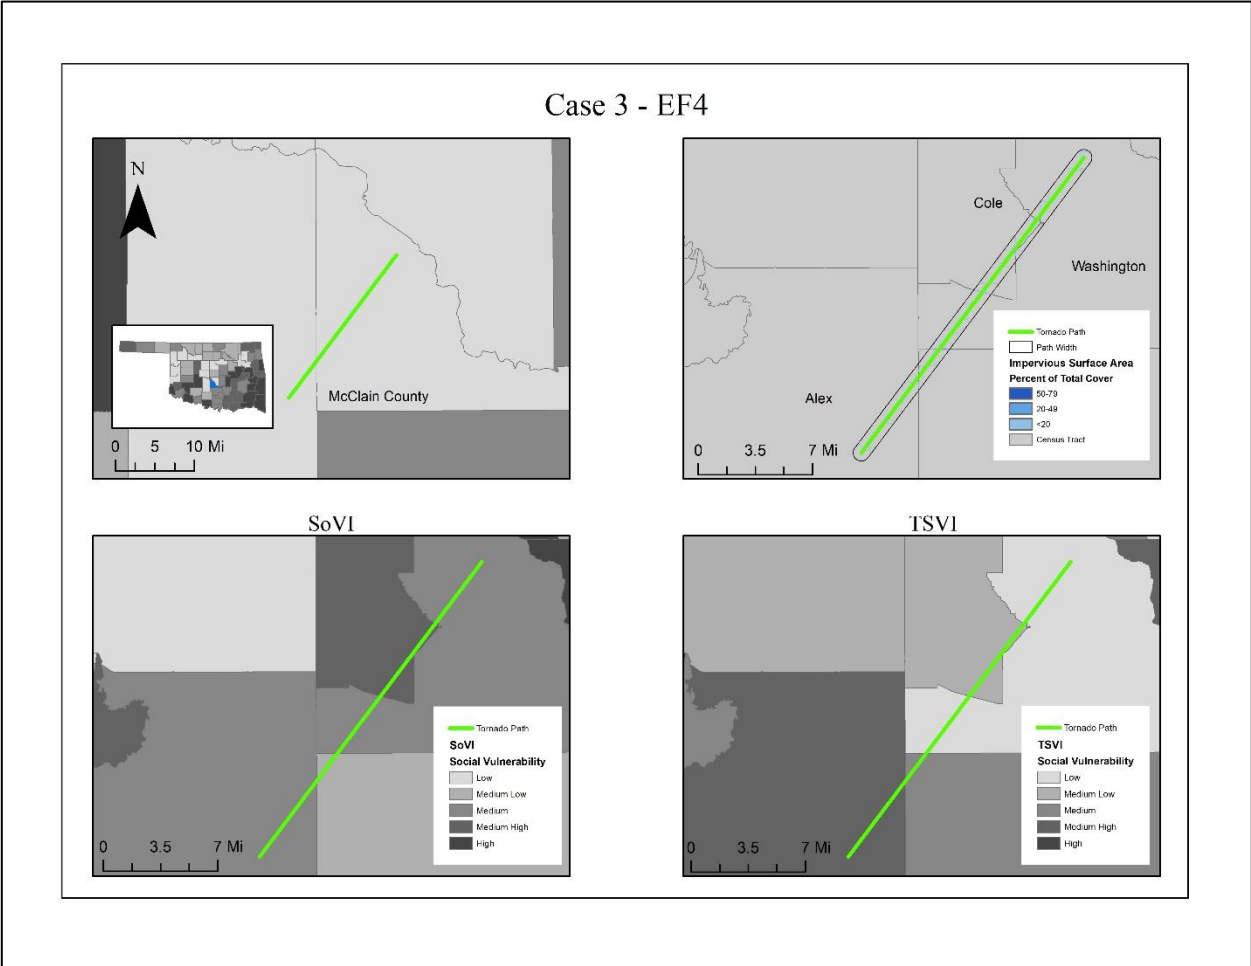 Case 3 - EF4
N
McClain County
0 5 10 Mi
Cole
Washington
Alex
Tornado Path
Path Width
Impervious Surface Area
Percent of Total Cover
50-79
20-49
<20
Census Tract
0 3.5 7 Mi
SoVI
Tornado Path
SoVI
Social Vulnerability
Low
Medium Low
Medium
Medium High
High
0 3.5 7 Mi
TSVI
Tornado Path
TSVI
Social Vulnerability
Low
Medium Low
Medium
Medium High
High
0 3.5 7 Mi